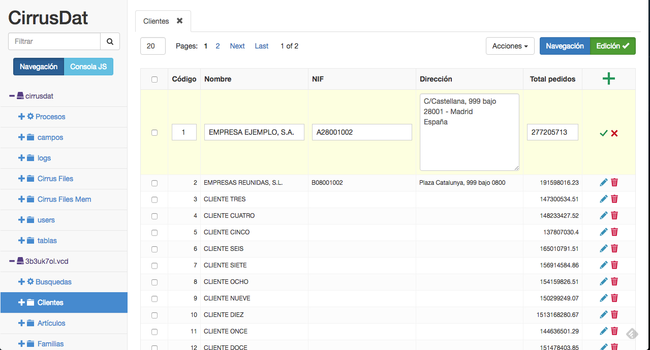 CirrusDat
Filtrar
Navegación Consola JS
cirrusdat
Procesos
campos
logs
Cirrus Files
Cirrus Files Mem
users
tablas
3b3uk7ol.vcd
Busquedas
Clientes
Artículos
Familias
Clientes
20 Pages: 1 2 Next Last 1 of 2 Acciones Navegación Edición
Código Nombre NIF Dirección Total pedidos
1 EMPRESA EJEMPLO, S.A. A28001002 C/Castellana, 999 bajo 277205713
28001 - Madrid
España
2 EMPRESAS REUNIDAS, S.L. B08001002 Plaza Catalunya, 999 bajo 0800 191598016.23
3 CLIENTE TRES 147300534.51
4 CLIENTE CUATRO 148233427.52
5 CLIENTE CINCO 137807030.4
6 CLIENTE SEIS 165010791.51
7 CLIENTE SIETE 156914584.86
8 CLIENTE OCHO 154159826.51
9 CLIENTE NUEVE 150299249.07
10 CLIENTE DIEZ 1513168280.67
11 CLIENTE ONCE 144636501.29
12 CLIENTE DOCE 151478403.85